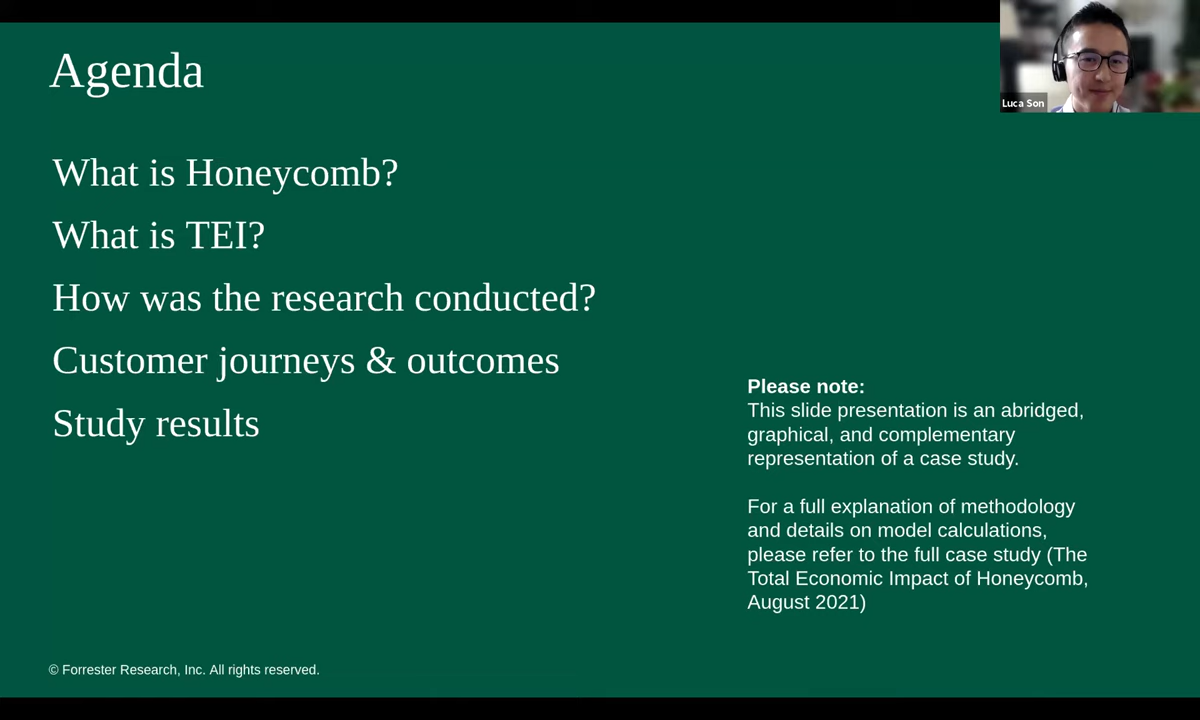 Agenda
Luca Son
What is Honeycomb?
What is TEI?
How was the research conducted?
Customer journeys & outcomes
Study results
Please note:
This slide presentation is an abridged,
graphical, and complementary
representation of a case study.
For a full explanation of methodology
and details on model calculations,
please refer to the full case study (The
Total Economic Impact of Honeycomb,
August 2021)
© Forrester Research, Inc. All rights reserved.